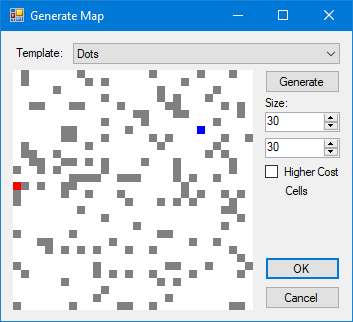 Generate Map
Template:
Dots
Generate
Size:
30
30
Higher Cost
Cells
OK
Cancel